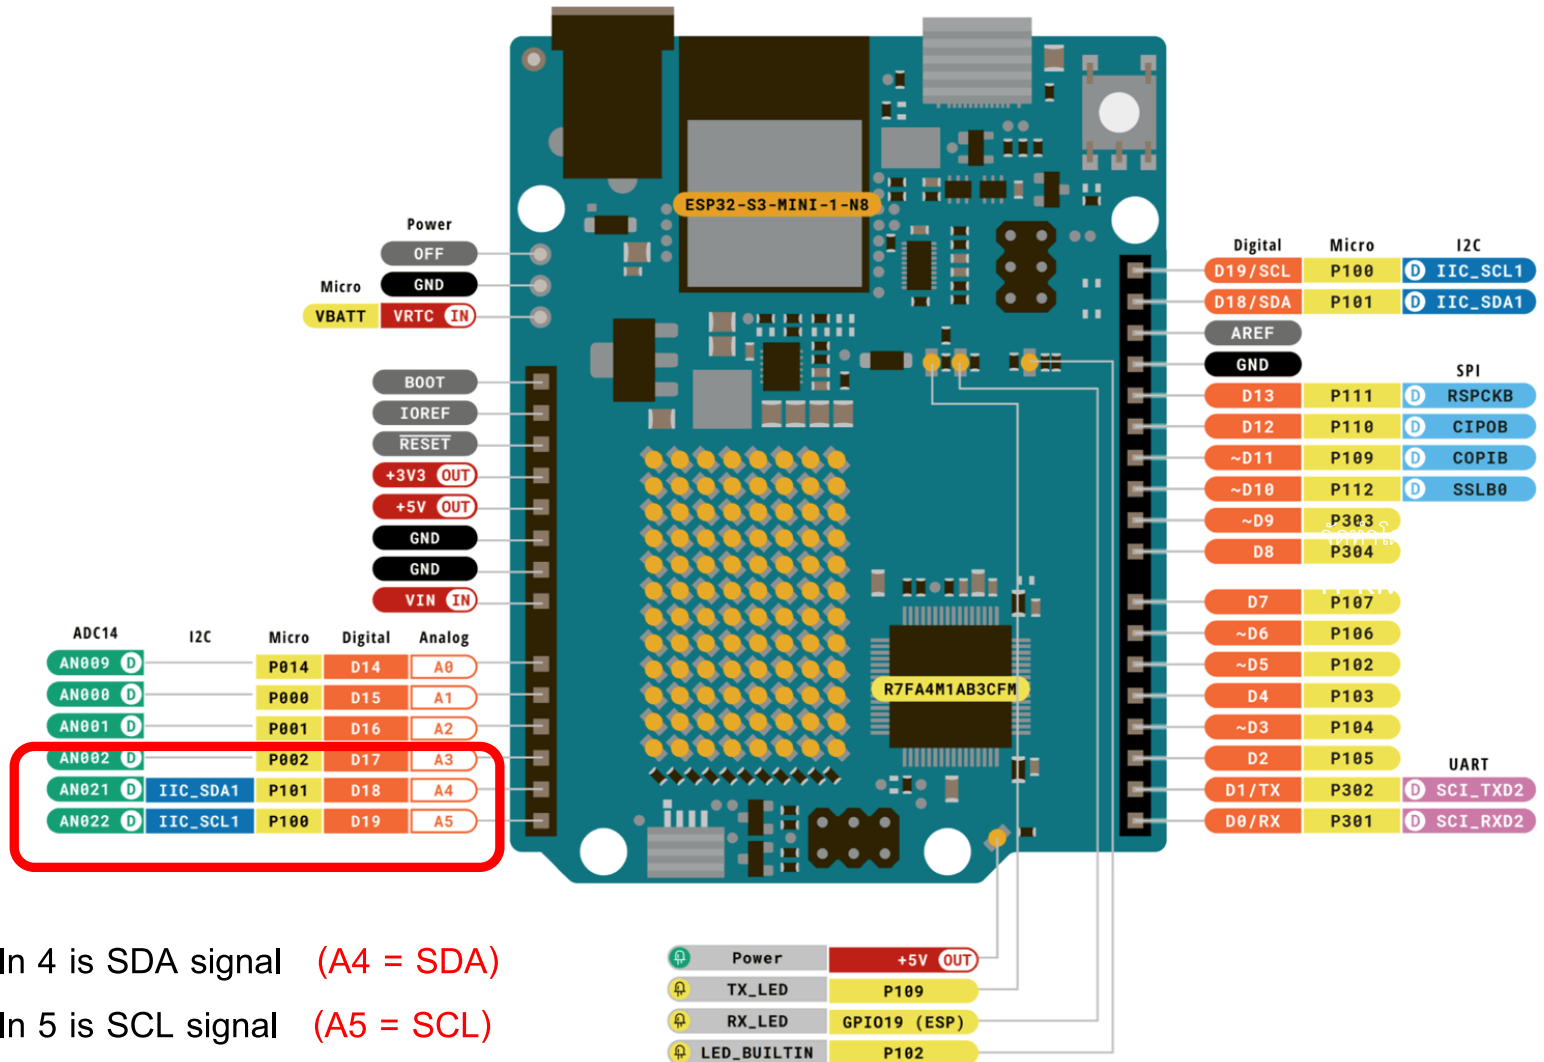 ESP32-S3-MINI-1-N8
Power
OFF
GND
Micro
VBATT VRTC IN
BOOT
IOREF
RESET
+3V3 OUT
+5V OUT
GND
GND
VIN IN
ADC14 I2C Micro Digital Analog
AN009 D P014 D14 A0
AN000 D P000 D15 A1
AN001 D P001 D16 A2
AN002 D P002 D17 A3
AN021 D IIC_SDA1 P101 D18 A4
AN022 D IIC_SCL1 P100 D19 A5
Digital Micro I2C
D19/SCL P100 D IIC_SCL1
D18/SDA P101 D IIC_SDA1
AREF
GND
SPI
D13 P111 D RSPCKB
D12 P110 D CIPOB
~D11 P109 D COPIB
~D10 P112 D SSLB0
~D9 P303
D8 P304
D7 P107
~D6 P106
~D5 P102
D4 P103
~D3 P104
D2 P105
UART
D1/TX P302 D SCI_TXD2
D0/RX P301 D SCI_RXD2
R7FA4M1AB3CFM
In 4 is SDA signal (A4 = SDA)
In 5 is SCL signal (A5 = SCL)
Power +5V OUT
TX_LED P109
RX_LED GPIO19 (ESP)
LED_BUILTIN P102